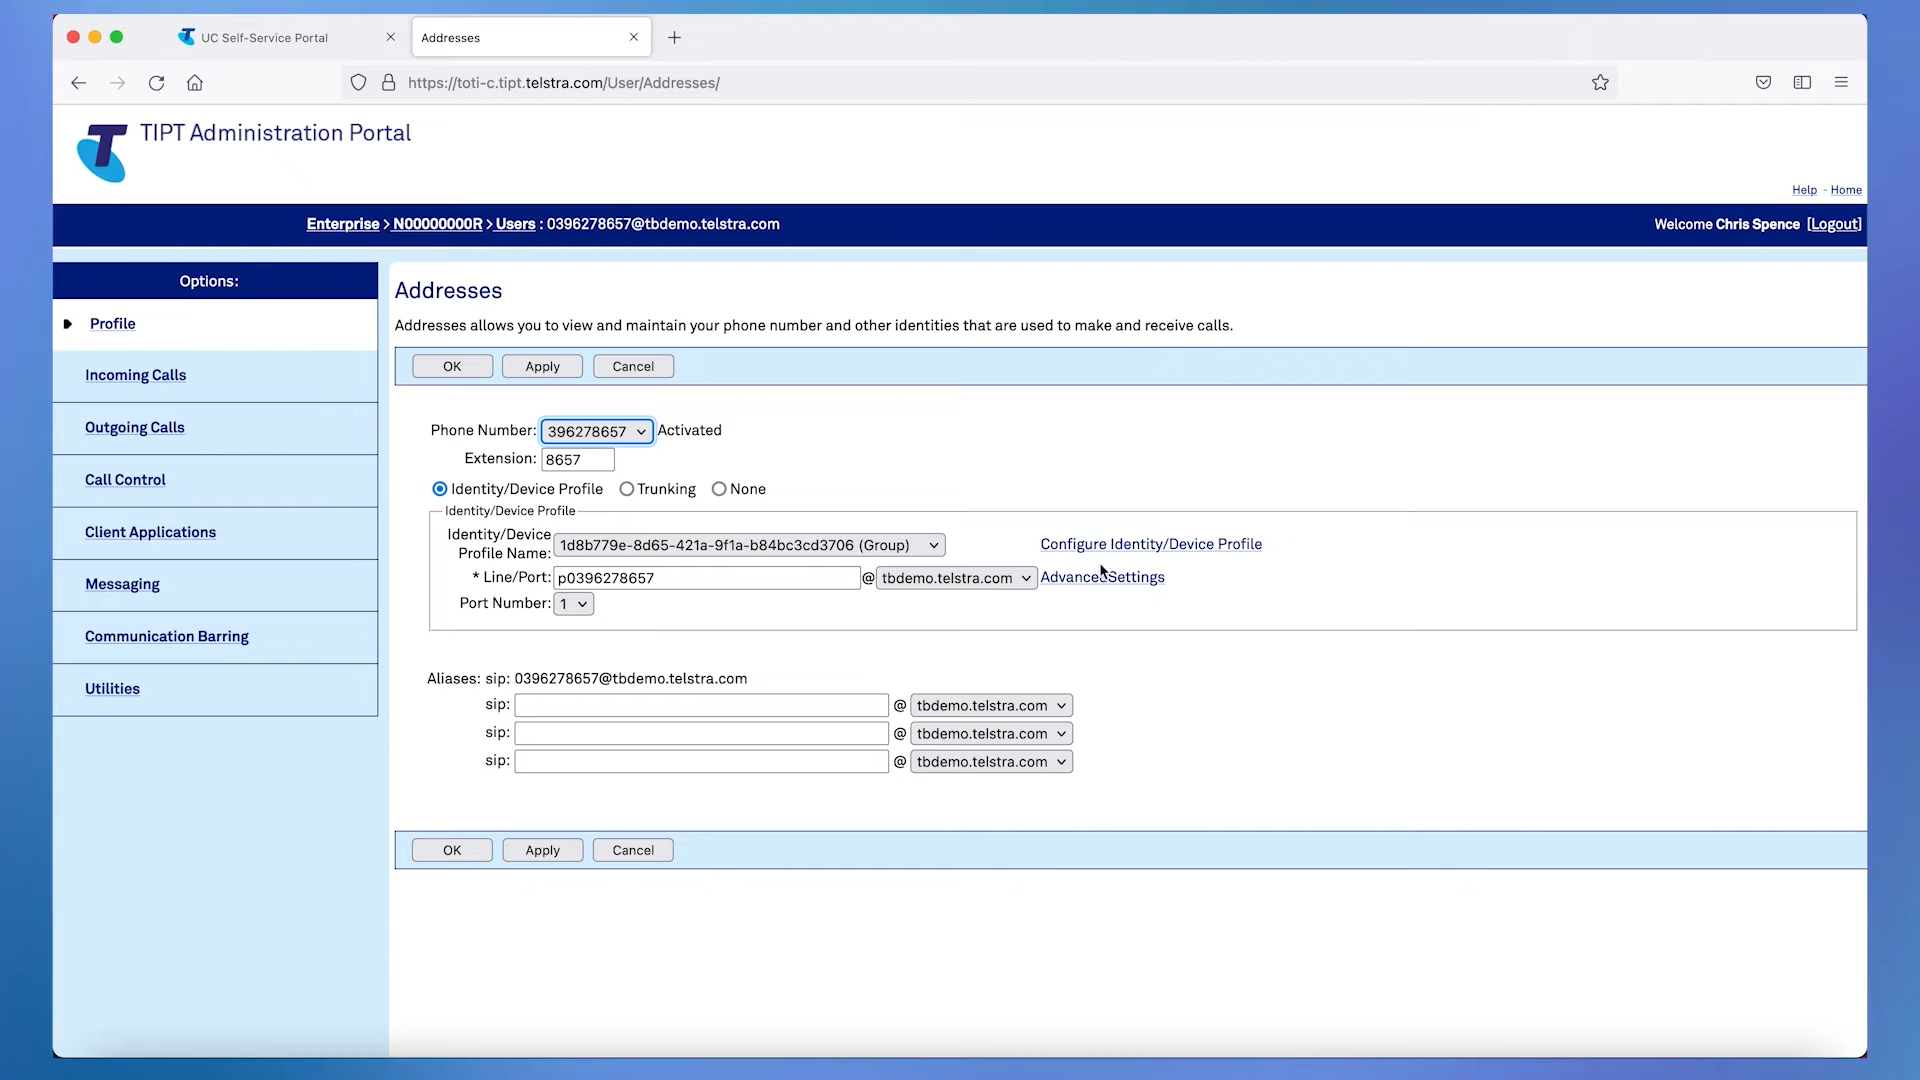 UC Self-Service Portal
Addresses
https://toti-c.tipt.telstra.com/User/Addresses/
TIPT Administration Portal
Help - Home
Enterprise > N00000000R > Users : 0396278657@tbdemo.telstra.com
Welcome Chris Spence [Logout]
Options:
Profile
Incoming Calls
Outgoing Calls
Call Control
Client Applications
Messaging
Communication Barring
Utilities
Addresses
Addresses allows you to view and maintain your phone number and other identities that are used to make and receive calls.
OK Apply Cancel
Phone Number: 396278657 Activated
Extension: 8657
Identity/Device Profile Trunking None
Identity/Device Profile
Identity/Device Profile Name: 1d8b779e-8d65-421a-9f1a-b84bc3cd3706 (Group) Configure Identity/Device Profile
* Line/Port: p0396278657 @ tbdemo.telstra.com Advanced Settings
Port Number: 1
Aliases: sip: 0396278657@tbdemo.telstra.com
sip: @ tbdemo.telstra.com
sip: @ tbdemo.telstra.com
sip: @ tbdemo.telstra.com
OK Apply Cancel